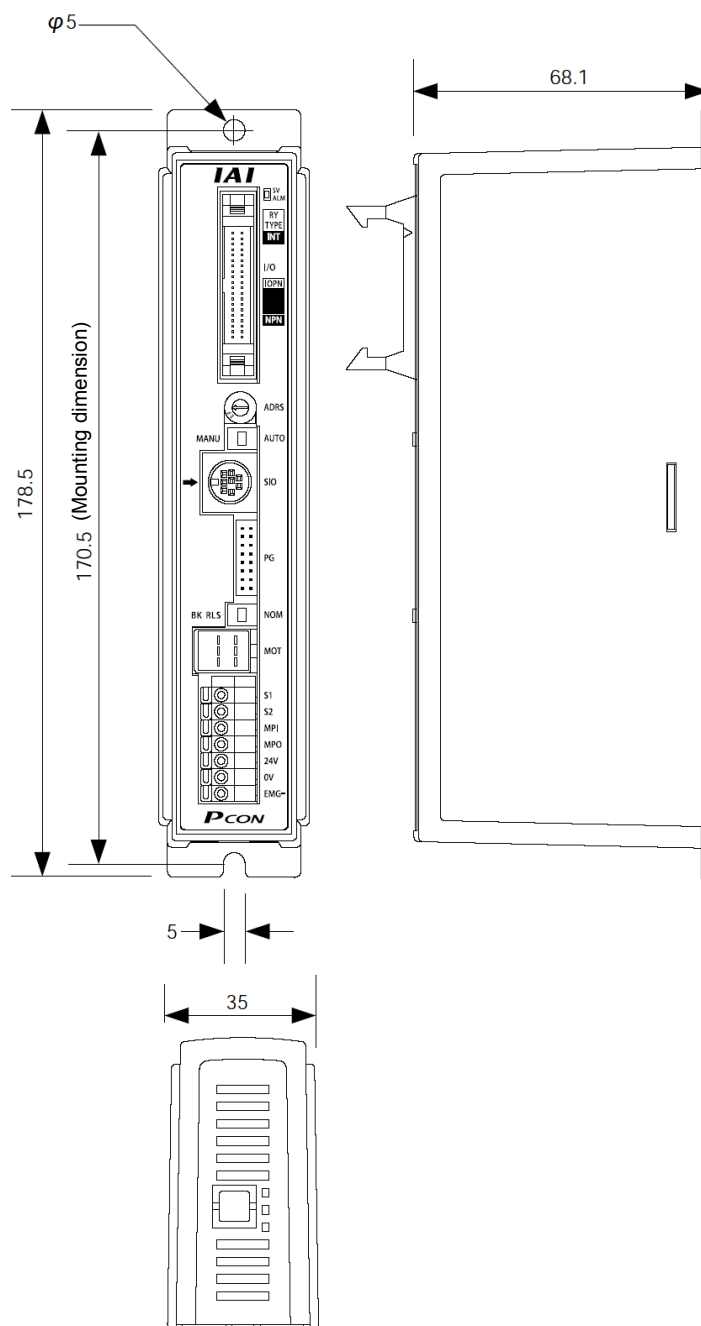 φ5
68.1
IAI
SV
ALM
RY
TYPE
INT
I/O
IOPN
NPN
ADRS
MANU AUTO
SIO
PG
BK RLS NOM
MOT
S1
S2
MPI
MPO
24V
0V
EMG-
PCON
178.5
170.5 (Mounting dimension)
5
35